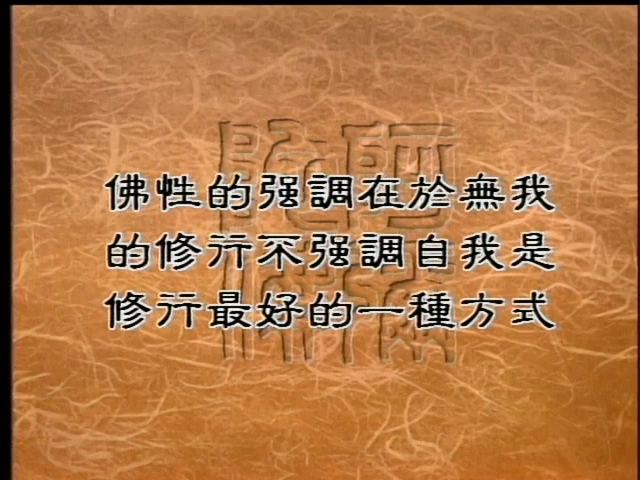 佛性的强調在於無我
的修行不强調自我是
修行最好的一種方式